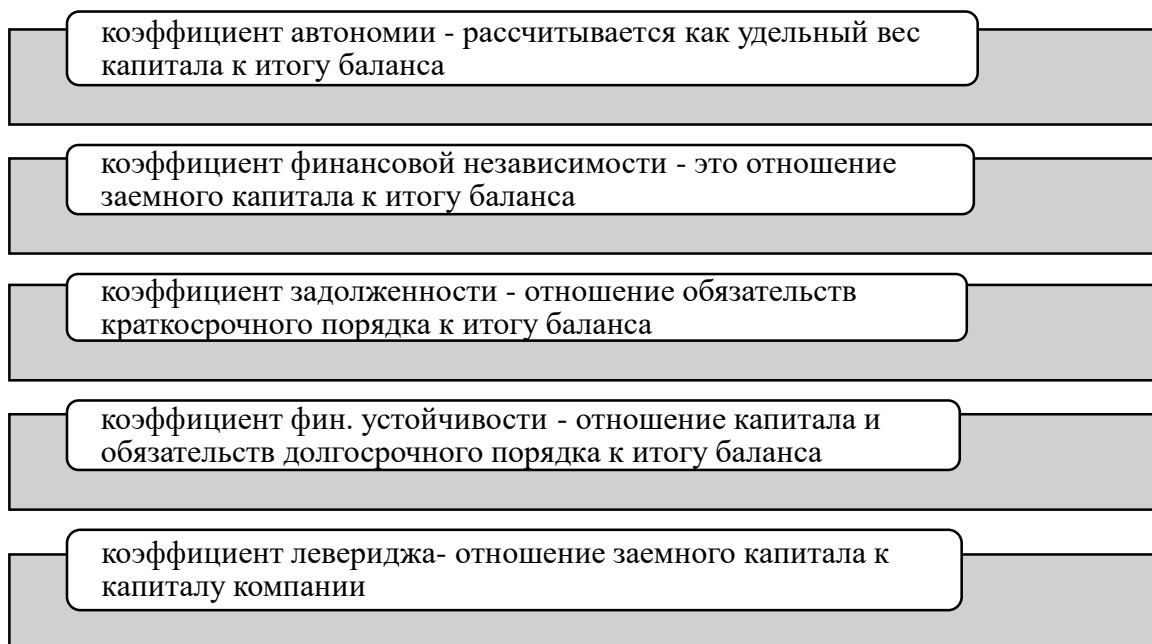 коэффициент автономии - рассчитывается как удельный вес
капитала к итогу баланса
коэффициент финансовой независимости - это отношение
заемного капитала к итогу баланса
коэффициент задолженности - отношение обязательств
краткосрочного порядка к итогу баланса
коэффициент фин. устойчивости - отношение капитала и
обязательств долгосрочного порядка к итогу баланса
коэффициент левериджа- отношение заемного капитала к
капиталу компании